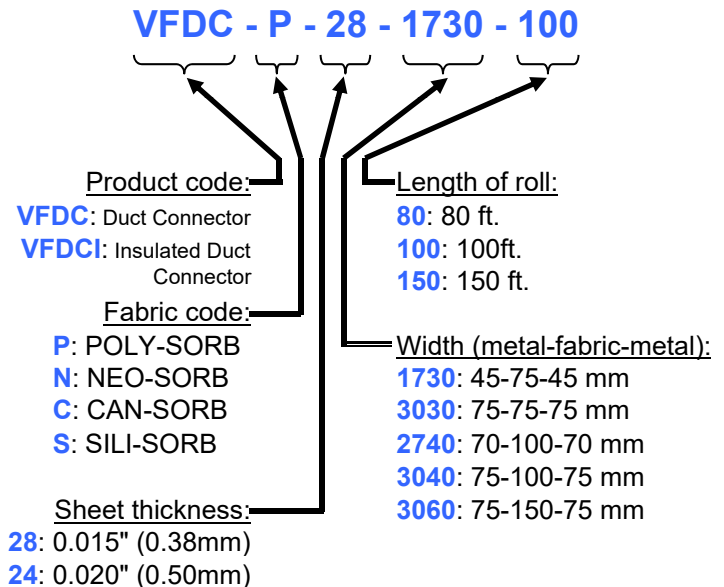 VFDC - P - 28 - 1730 - 100
Product code:
VFDC: Duct Connector
VFDCI: Insulated Duct
Connector
Fabric code:
P: POLY-SORB
N: NEO-SORB
C: CAN-SORB
S: SILI-SORB
Sheet thickness:
28: 0.015" (0.38mm)
24: 0.020" (0.50mm)
Length of roll:
80: 80 ft.
100: 100ft.
150: 150 ft.
Width (metal-fabric-metal):
1730: 45-75-45 mm
3030: 75-75-75 mm
2740: 70-100-70 mm
3040: 75-100-75 mm
3060: 75-150-75 mm